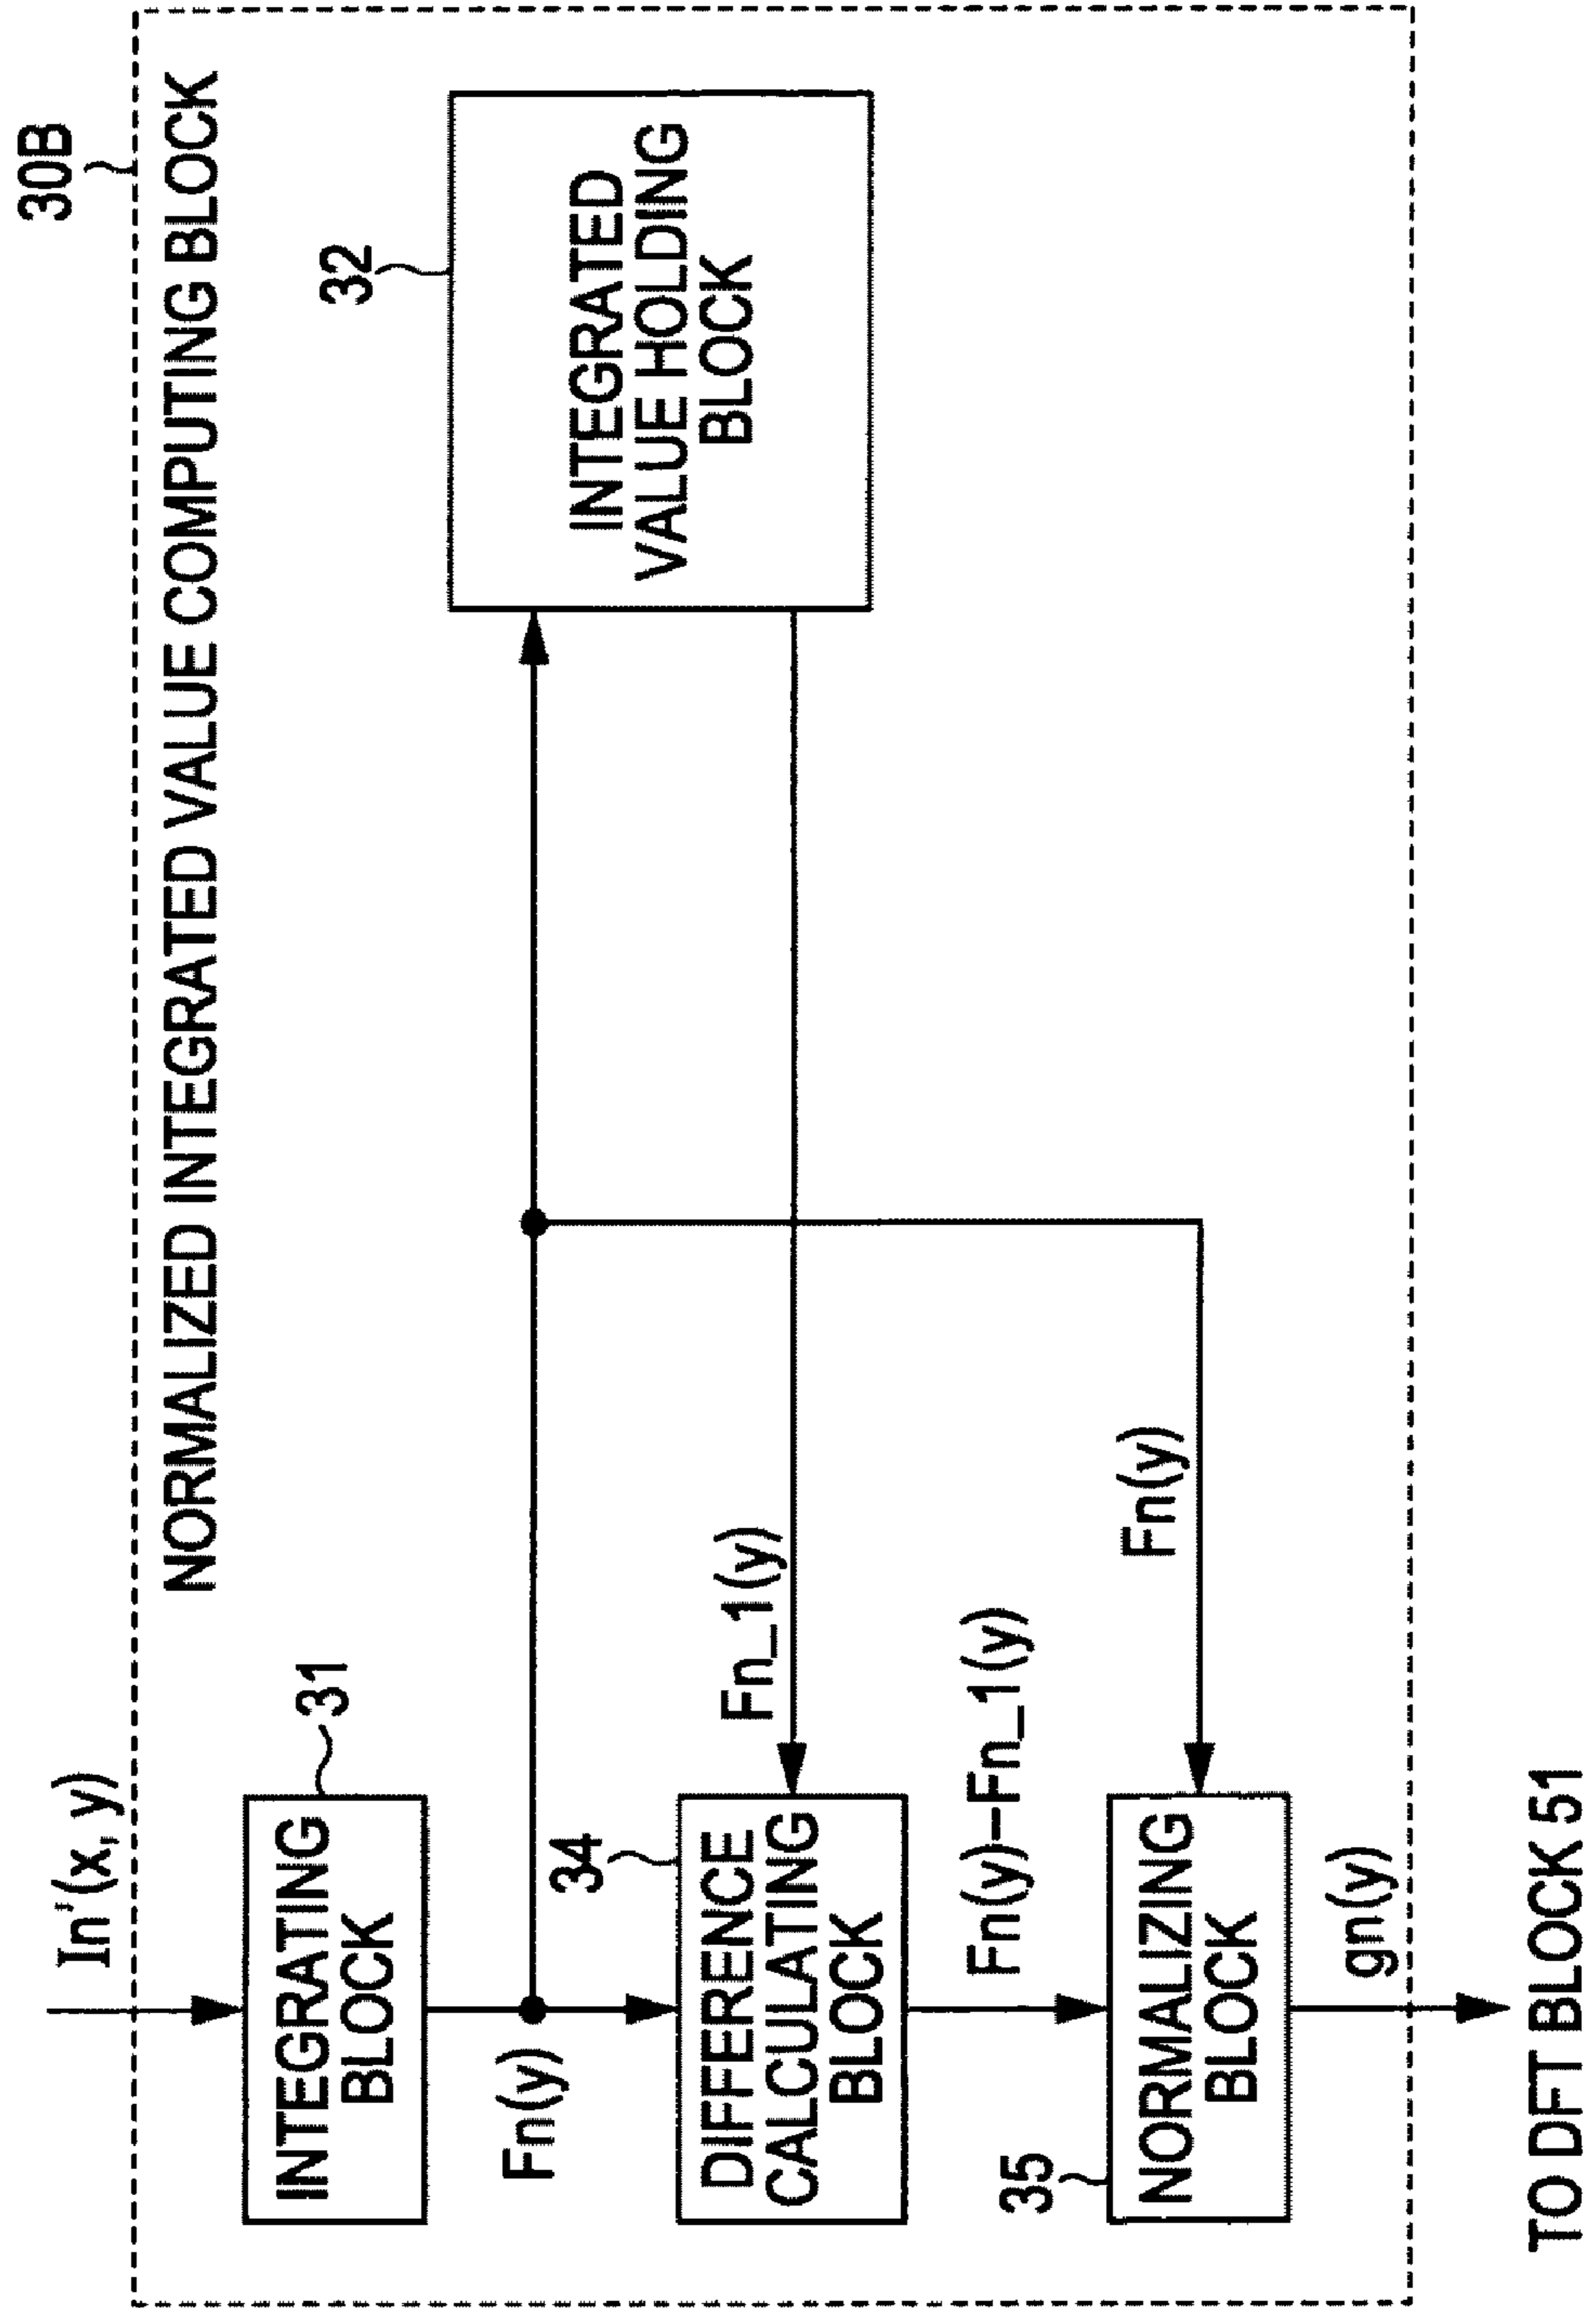 30B
NORMALIZED INTEGRATED VALUE COMPUTING BLOCK
In'(x, y)
31
INTEGRATING
BLOCK
32
INTEGRATED
VALUE HOLDING
BLOCK
Fn(y)
34
DIFFERENCE
CALCULATING
BLOCK
Fn_1(y)
Fn(y)-Fn_1(y)
35
NORMALIZING
BLOCK
Fn(y)
gn(y)
TO DFT BLOCK 51